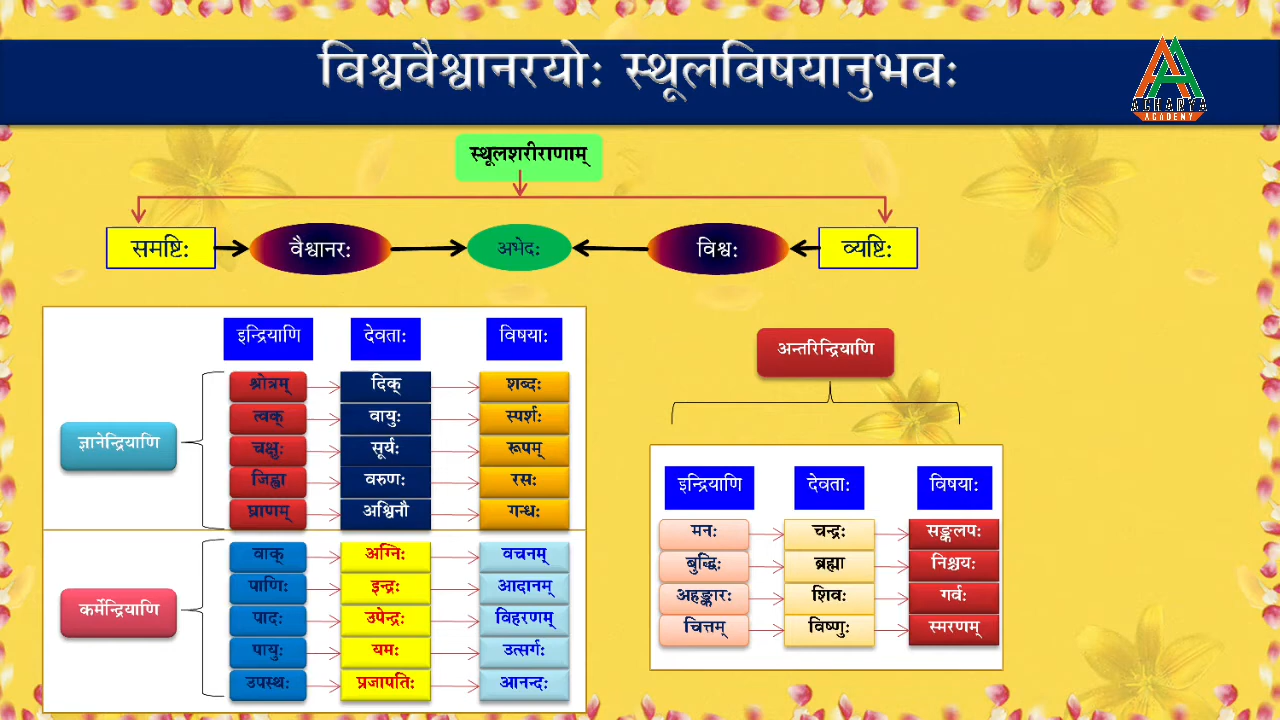 विश्ववैश्वानरयोः स्थूलविषयानुभवः
ACHARYA
ACADEMY
स्थूलशरीराणाम्
समष्टिः वैश्वानरः अभेदः विश्वः व्यष्टिः
इन्द्रियाणि देवताः विषयाः
ज्ञानेन्द्रियाणि
श्रोत्रम् दिक् शब्दः
त्वक् वायुः स्पर्शः
चक्षुः सूर्यः रूपम्
जिह्वा वरुणः रसः
घ्राणम् अश्विनौ गन्धः
कर्मेन्द्रियाणि
वाक् अग्निः वचनम्
पाणिः इन्द्रः आदानम्
पादः उपेन्द्रः विहरणम्
पायुः यमः उत्सर्गः
उपस्थः प्रजापतिः आनन्दः
अन्तरिन्द्रियाणि
इन्द्रियाणि देवताः विषयाः
मनः चन्द्रः सङ्कलपः
बुद्धिः ब्रह्मा निश्चयः
अहङ्कारः शिवः गर्वः
चित्तम् विष्णुः स्मरणम्